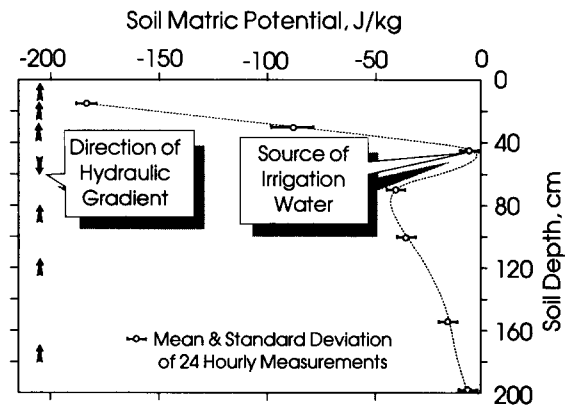 Soil Matric Potential, J/kg
-200 -150 -100 -50 0
0
40
80
120
160
200
Soil Depth, cm
Direction of
Hydraulic
Gradient
Source of
Irrigation
Water
Mean & Standard Deviation
of 24 Hourly Measurements